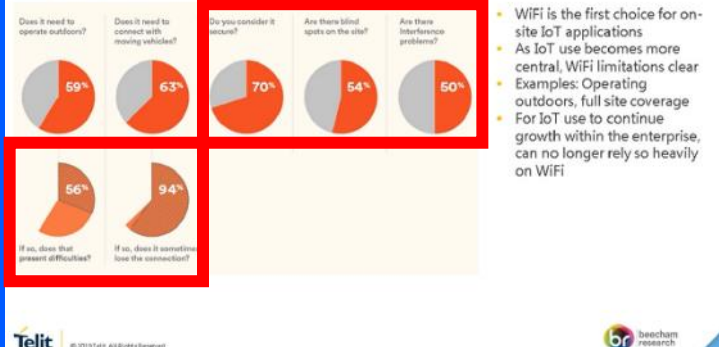 Does it need to
operate outdoors?
59%
Does it need to
connect with
moving vehicles?
63%
Do you consider it
secure?
70%
Are there blind
spots on the site?
54%
Are there
Interference
problems?
50%
56%
If so, does that
present difficulties?
94%
If so, does it sometimes
lose the connection?
• WiFi is the first choice for on-
site IoT applications
• As IoT use becomes more
central, WiFi limitations clear
• Examples: Operating
outdoors, full site coverage
• For IoT use to continue
growth within the enterprise,
can no longer rely so heavily
on WiFi
Telit
All Rights Reserved
br beecham
research